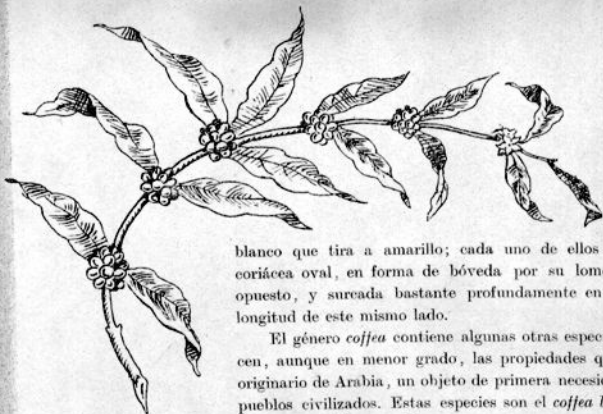 blanco que tira a amarillo; cada uno de ellos
coriácea oval, en forma de bóveda por su lom
opuesto, y surcada bastante profundamente en
longitud de este mismo lado.
El género coffea contiene algunas otras espec
cen, aunque en menor grado, las propiedades q
originario de Arabia, un objeto de primera necesi
pueblos civilizados. Estas especies son el coffea